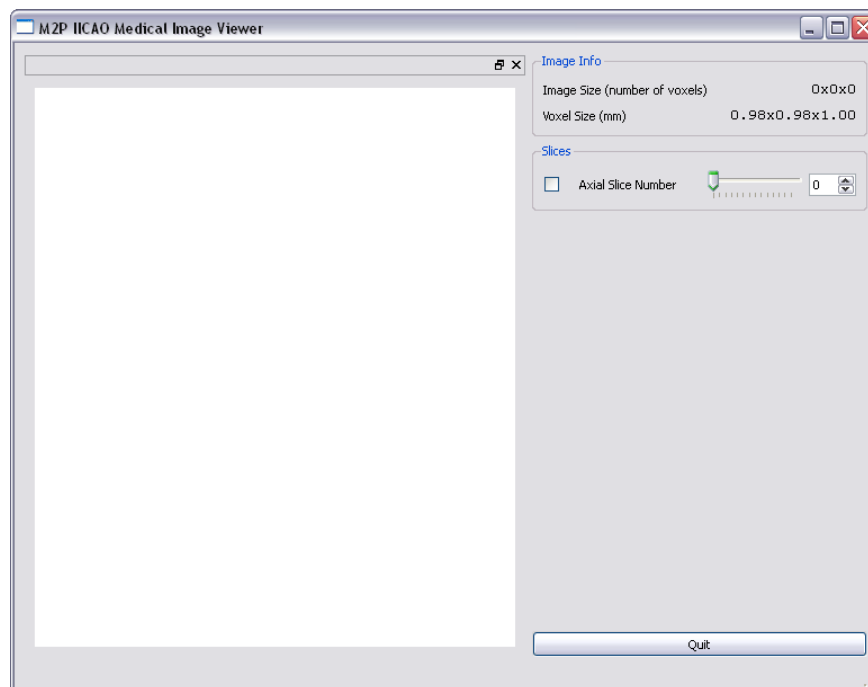 M2P IICAO Medical Image Viewer
Image Info
Image Size (number of voxels) 0x0x0
Voxel Size (mm) 0.98x0.98x1.00
Slices
Axial Slice Number 0
Quit